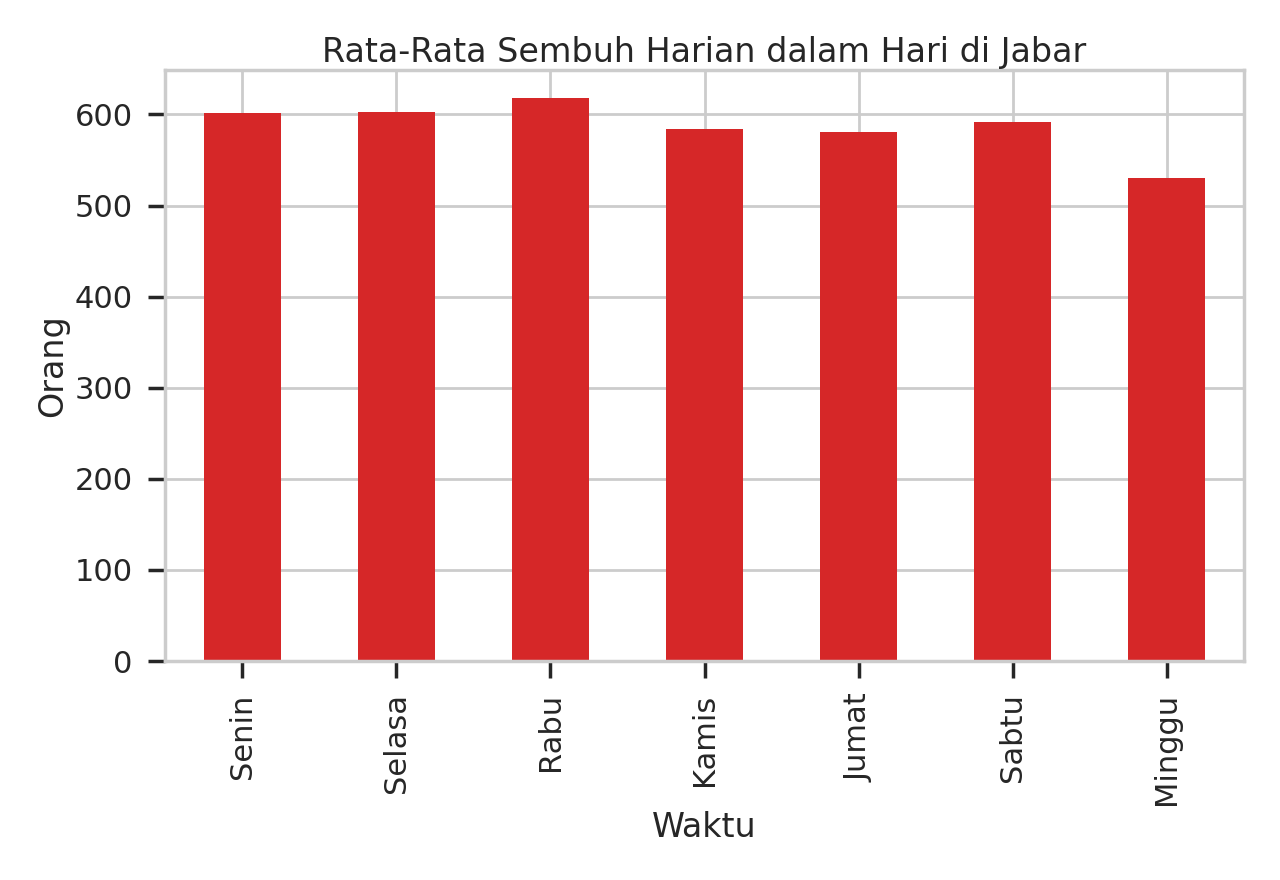 Rata-Rata Sembuh Harian dalam Hari di Jabar
Orang
600
500
400
300
200
100
0
Senin
Selasa
Rabu
Kamis
Jumat
Sabtu
Minggu
Waktu